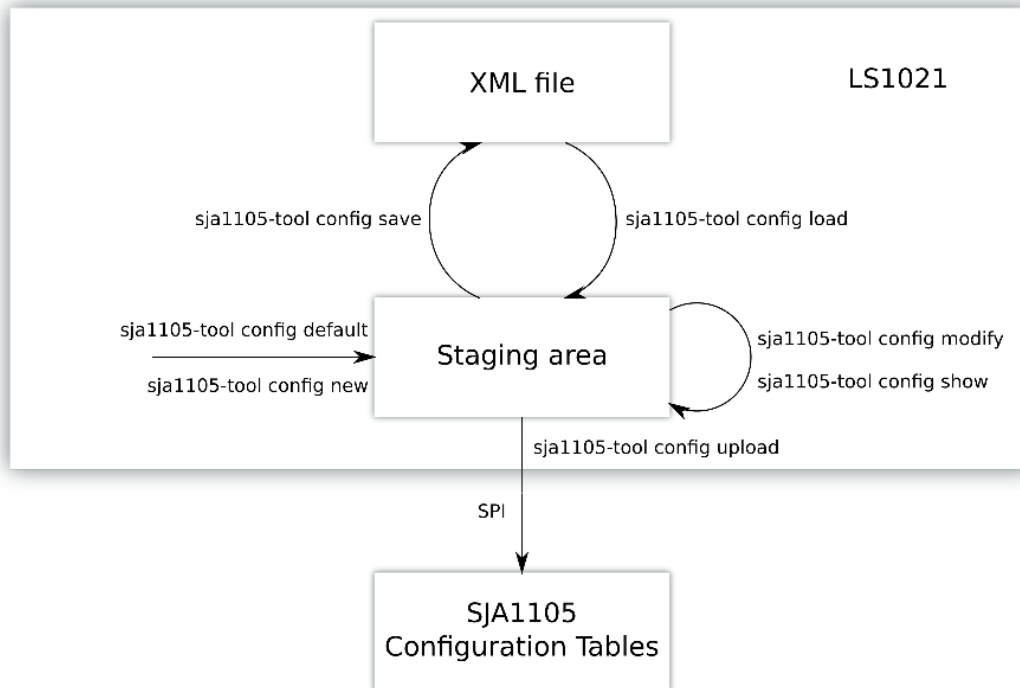 XML file
LS1021
sja1105-tool config save
sja1105-tool config load
sja1105-tool config default
sja1105-tool config new
Staging area
sja1105-tool config modify
sja1105-tool config show
sja1105-tool config upload
SPI
SJA1105
Configuration Tables